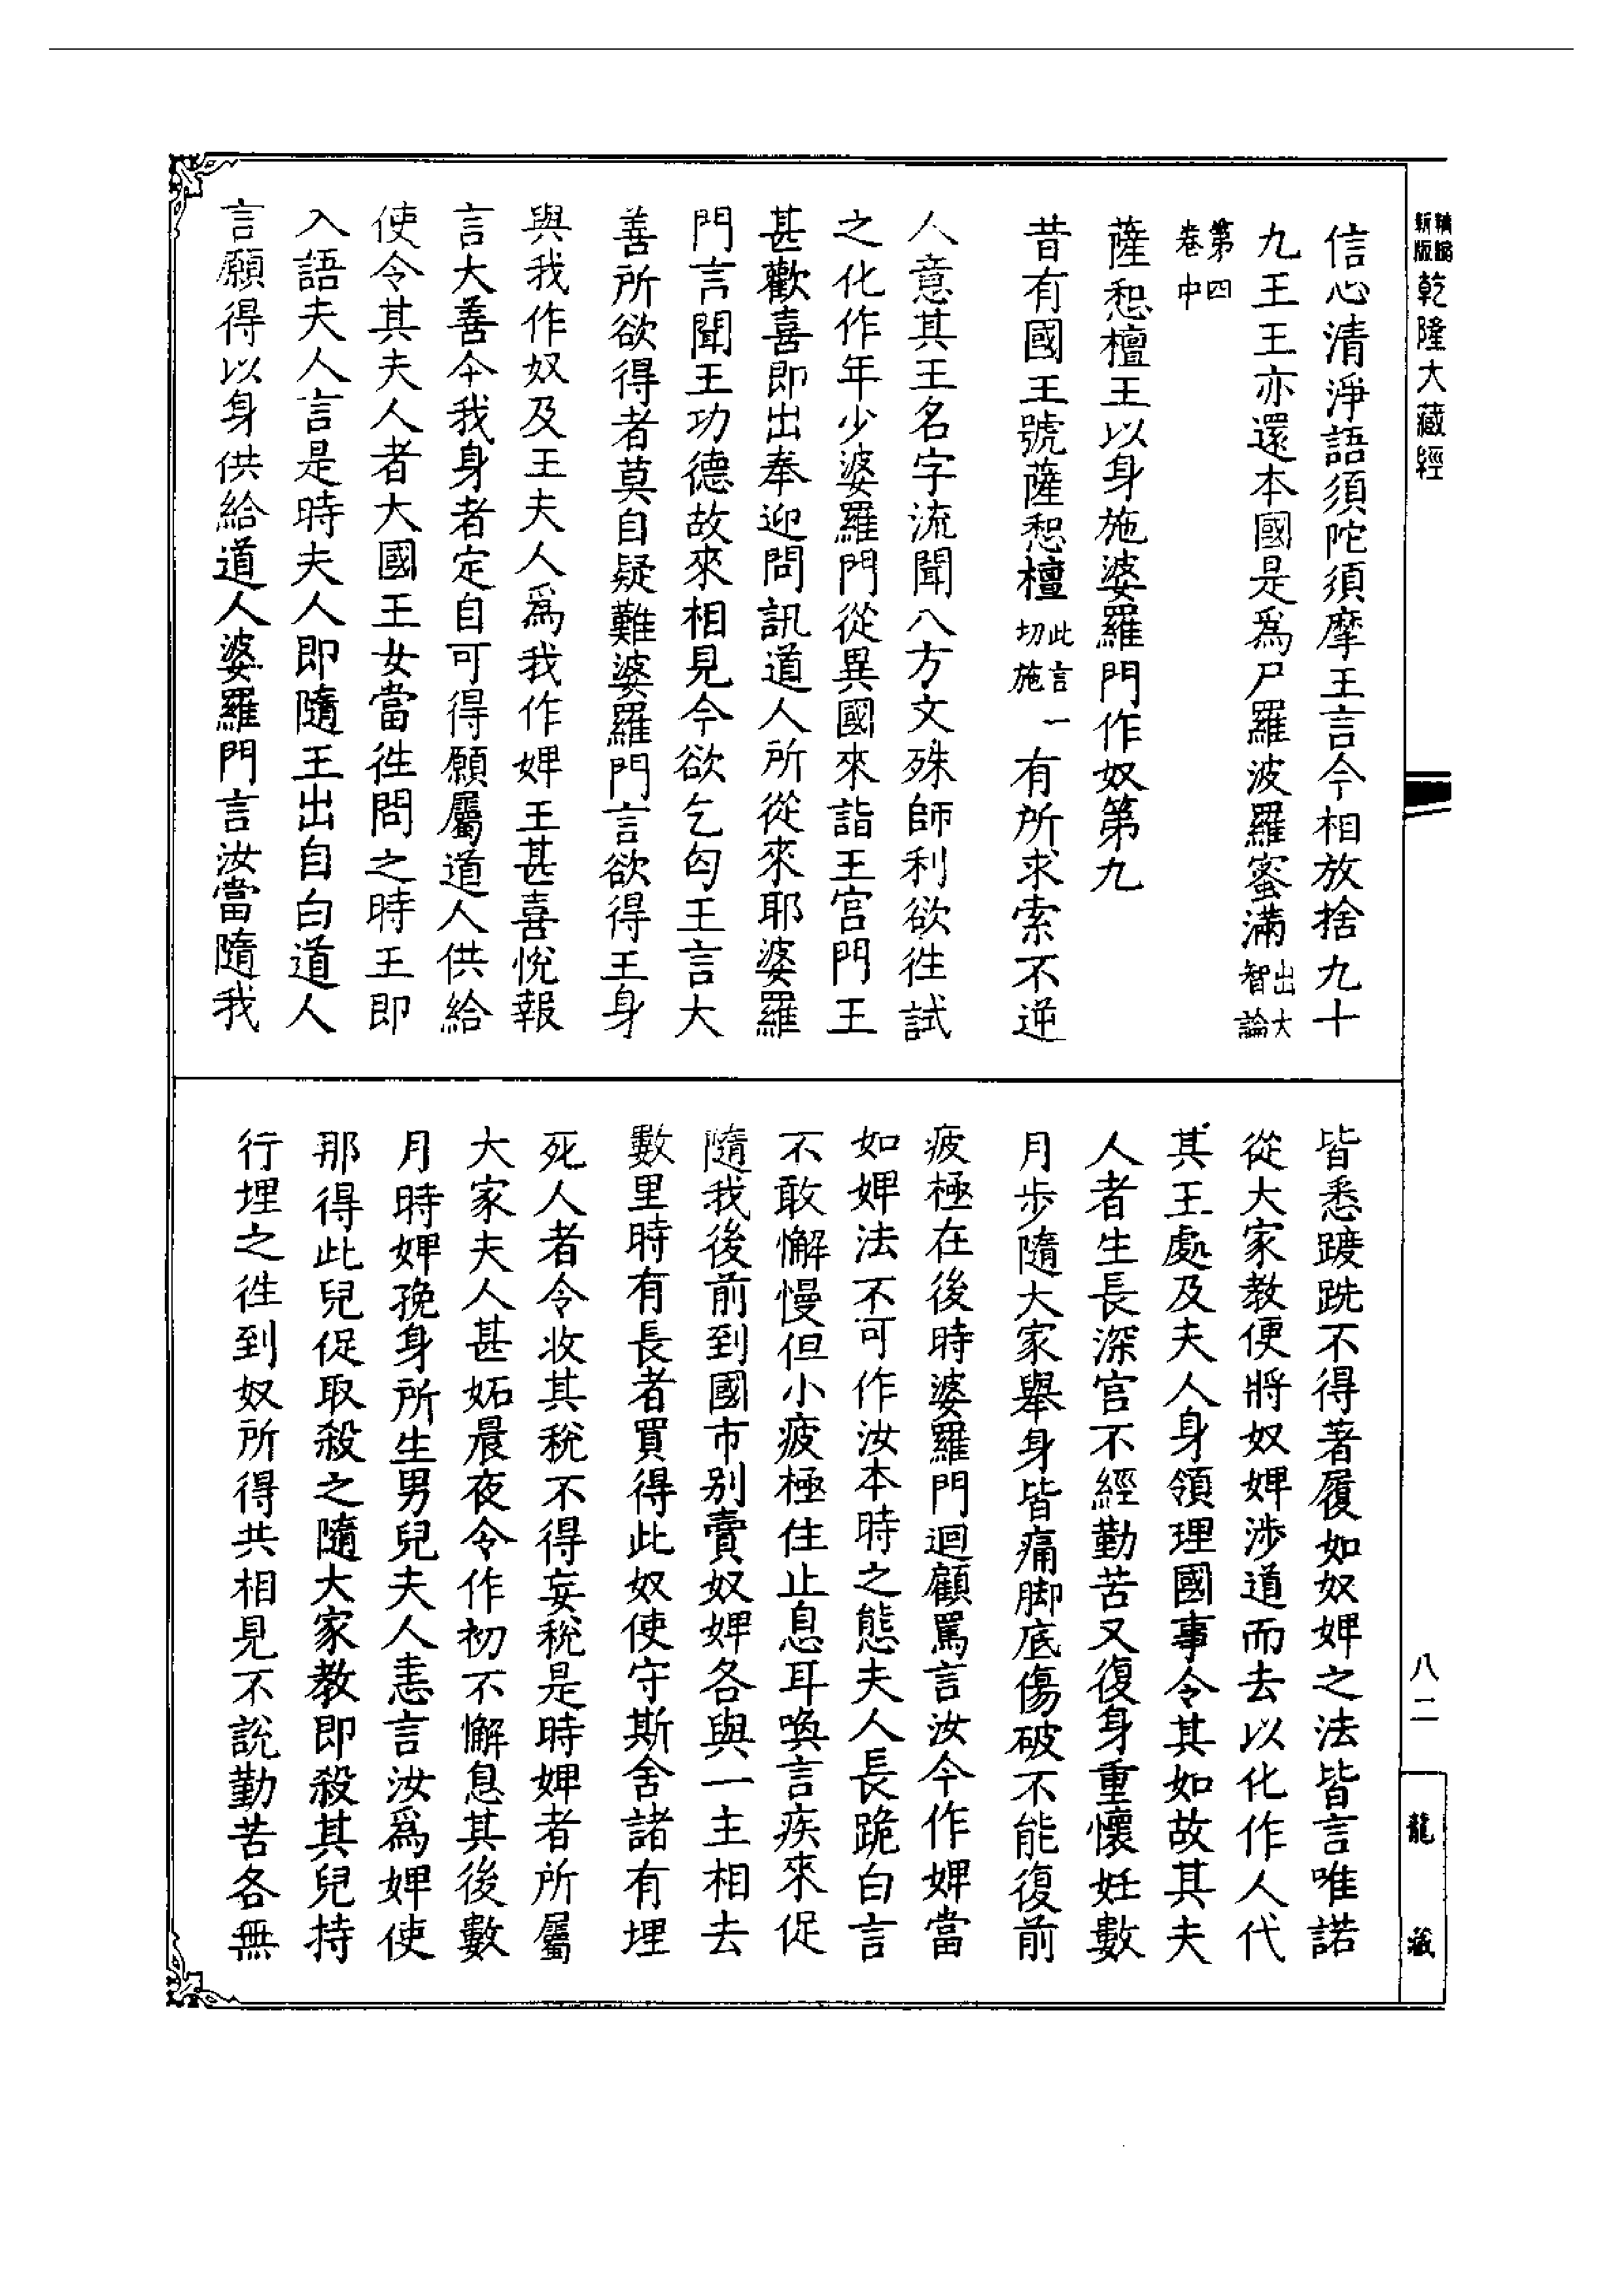 精編
新版
乾隆大藏經
信心清淨語須陀須摩王言今相放捨九十
九王王亦還本國是為尸羅波羅蜜滿出大智論
第四卷中
薩惒檀王以身施婆羅門作奴第九
昔有國王號薩惒檀此言一切施有所求索不逆
人意其王名字流聞八方文殊師利欲徃試
之化作年少婆羅門從異國來詣王宮門王
甚歡喜即出奉迎問訊道人所從來耶婆羅
門言聞王功德故來相見今欲乞匃王言大
善所欲得者莫自疑難婆羅門言欲得王身
與我作奴及王夫人為我作婢王甚喜悅報
言大善今我身者定自可得願屬道人供給
使令其夫人者大國王女當徃問之時王即
入語夫人言是時夫人即隨王出自白道人
言願得以身供給道人婆羅門言汝當隨我
皆悉踱跣不得著履如奴婢之法皆言唯諾
從大家教便將奴婢涉道而去以化作人代
其王處及夫人身領理國事令其如故其夫
人者生長深宮不經勤苦又復身重懷妊數
月步隨大家舉身皆痛脚底傷破不能復前
疲極在後時婆羅門迴顧罵言汝今作婢當
如婢法不可作汝本時之態夫人長跪白言
不敢懈慢但小疲極住止息耳喚言疾來促
隨我後前到國市别賣奴婢各與一主相去
數里時有長者買得此奴使守斯舍諸有埋
死人者令收其稅不得妄稅是時婢者所屬
大家夫人甚妬晨夜令作初不懈息其後數
月時婢㝃身所生男兒夫人恚言汝為婢使
那得此兒促取殺之隨大家教即殺其兒持
行埋之徃到奴所得共相見不說勤苦各無
八二
龍藏